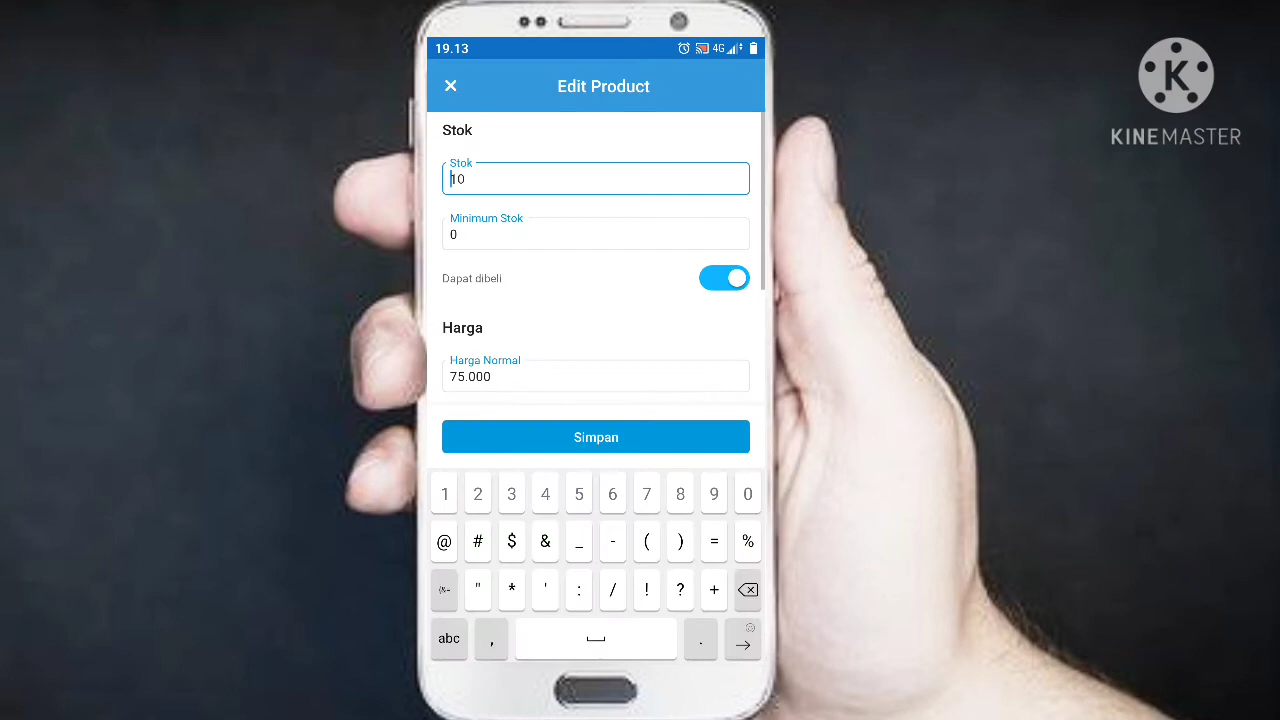 19.13
4G
Edit Product
Stok
Stok
10
Minimum Stok
0
Dapat dibeli
Harga
Harga Normal
75.000
Simpan
1 2 3 4 5 6 7 8 9 0
@ # $ & _ - ( ) = %
" * ' : / ! ? +
abc , .
K
KINEMASTER